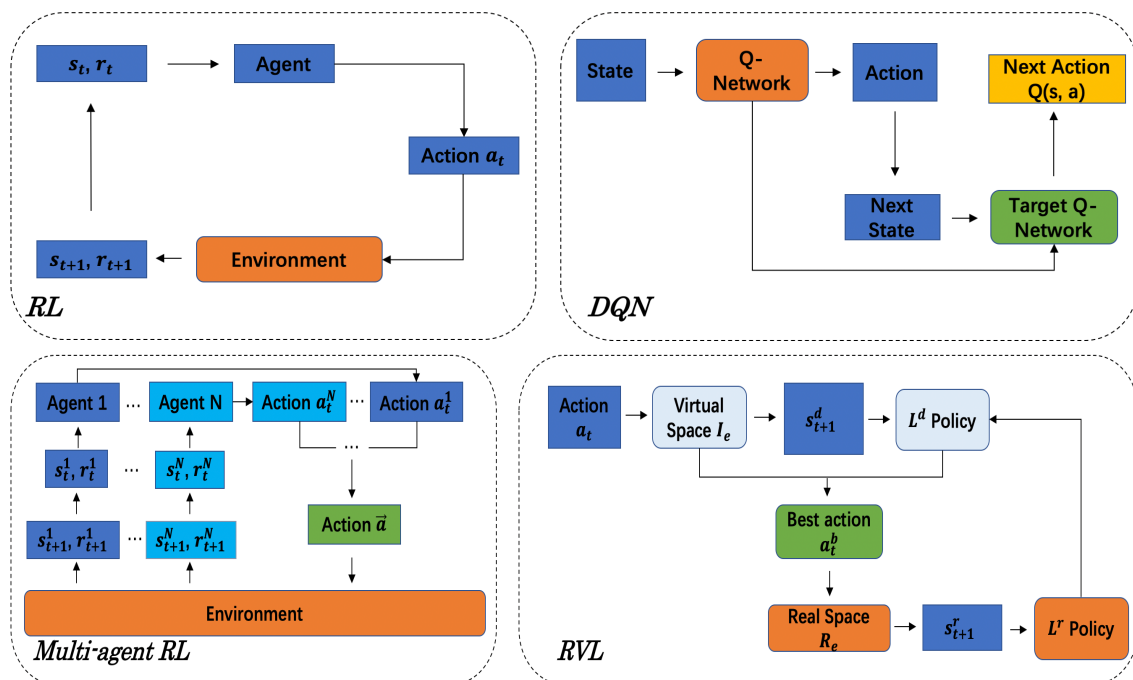 s_t, r_t
Agent
Action a_t
s_{t+1}, r_{t+1}
Environment
RL
State
Q-
Network
Action
Next Action
Q(s, a)
Next
State
Target Q-
Network
DQN
Agent 1
...
Agent N
Action a_t^N
...
Action a_t^1
...
s_t^1, r_t^1
...
s_t^N, r_t^N
Action \vec{a}
s_{t+1}^1, r_{t+1}^1
...
s_{t+1}^N, r_{t+1}^N
Environment
Multi-agent RL
Action
a_t
Virtual
Space I_e
s_{t+1}^d
L^d Policy
Best action
a_t^b
Real Space
R_e
s_{t+1}^r
L^r Policy
RVL